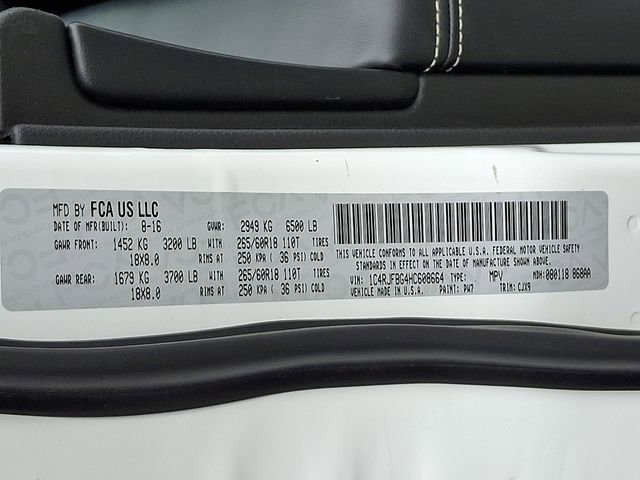 MFD BY FCA US LLC
DATE OF MFR(BUILT): 8-16 GVWR: 2949 KG 6500 LB
GAWR FRONT: 1452 KG 3200 LB WITH 265/60R18 110T TIRES
18X8.0 RIMS AT 250 KPA ( 36 PSI) COLD
GAWR REAR: 1679 KG 3700 LB WITH 265/60R18 110T TIRES
18X8.0 RIMS AT 250 KPA ( 36 PSI) COLD
THIS VEHICLE CONFORMS TO ALL APPLICABLE U.S.A. FEDERAL MOTOR VEHICLE SAFETY
STANDARDS IN EFFECT ON THE DATE OF MANUFACTURE SHOWN ABOVE.
VIN: 1C4RJFBG4HC608664 TYPE: MPV MDH: 080118 068AA
VEHICLE MADE IN U.S.A. PAINT: PW7 TRIM: CJX9